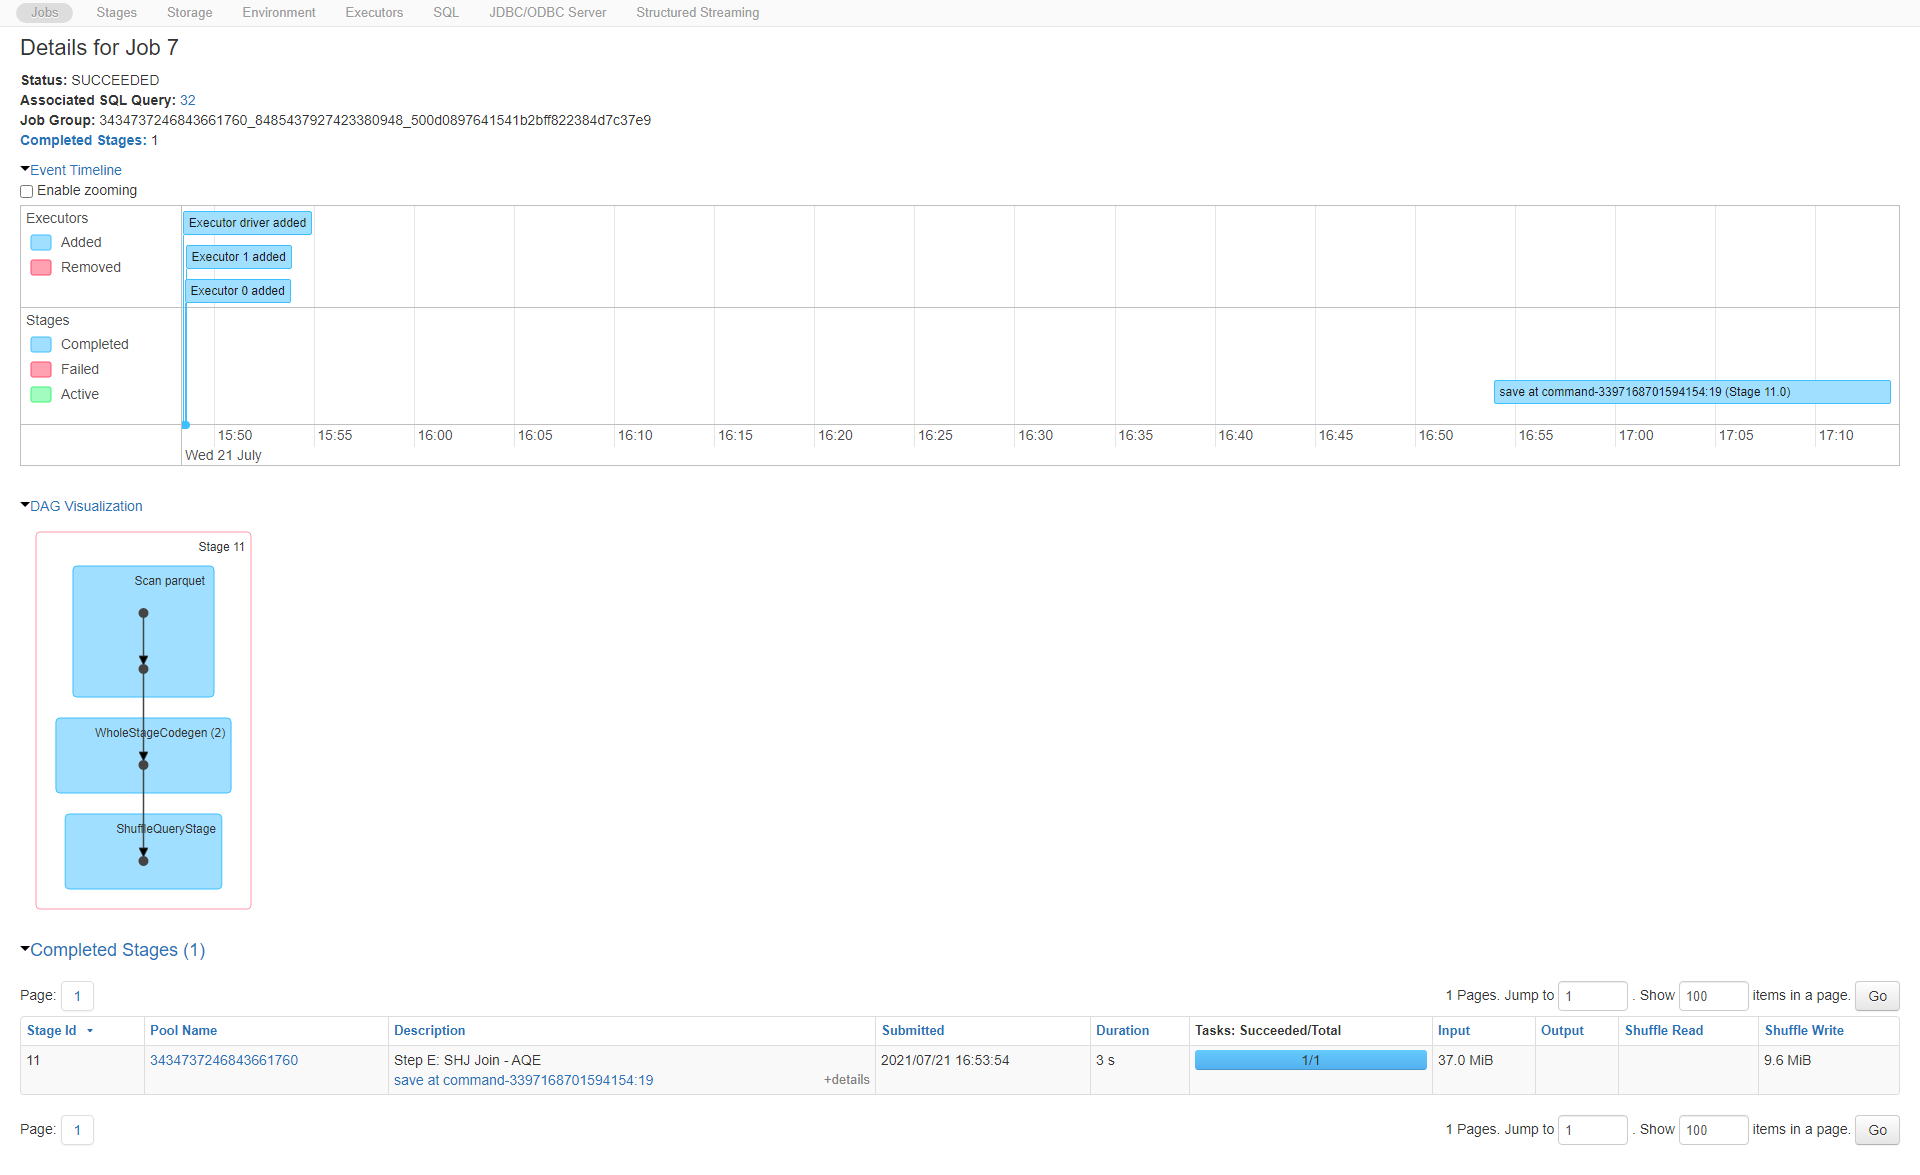 Jobs Stages Storage Environment Executors SQL JDBC/ODBC Server Structured Streaming
Details for Job 7
Status: SUCCEEDED
Associated SQL Query: 32
Job Group: 3434737246843661760_8485437927423380948_500d0897641541b2bff822384d7c37e9
Completed Stages: 1
Event Timeline
Enable zooming
Executors
Added
Removed
Executor driver added
Executor 1 added
Executor 0 added
Stages
Completed
Failed
Active
save at command-3397168701594154:19 (Stage 11.0)
15:50 15:55 16:00 16:05 16:10 16:15 16:20 16:25 16:30 16:35 16:40 16:45 16:50 16:55 17:00 17:05 17:10
Wed 21 July
DAG Visualization
Stage 11
Scan parquet
WholeStageCodegen (2)
ShuffleQueryStage
Completed Stages (1)
Page: 1 1 Pages. Jump to 1 . Show 100 items in a page. Go
Stage Id Pool Name Description Submitted Duration Tasks: Succeeded/Total Input Output Shuffle Read Shuffle Write
11 3434737246843661760 Step E: SHJ Join - AQE 2021/07/21 16:53:54 3 s 1/1 37.0 MiB 9.6 MiB
save at command-3397168701594154:19 +details
Page: 1 1 Pages. Jump to 1 . Show 100 items in a page. Go